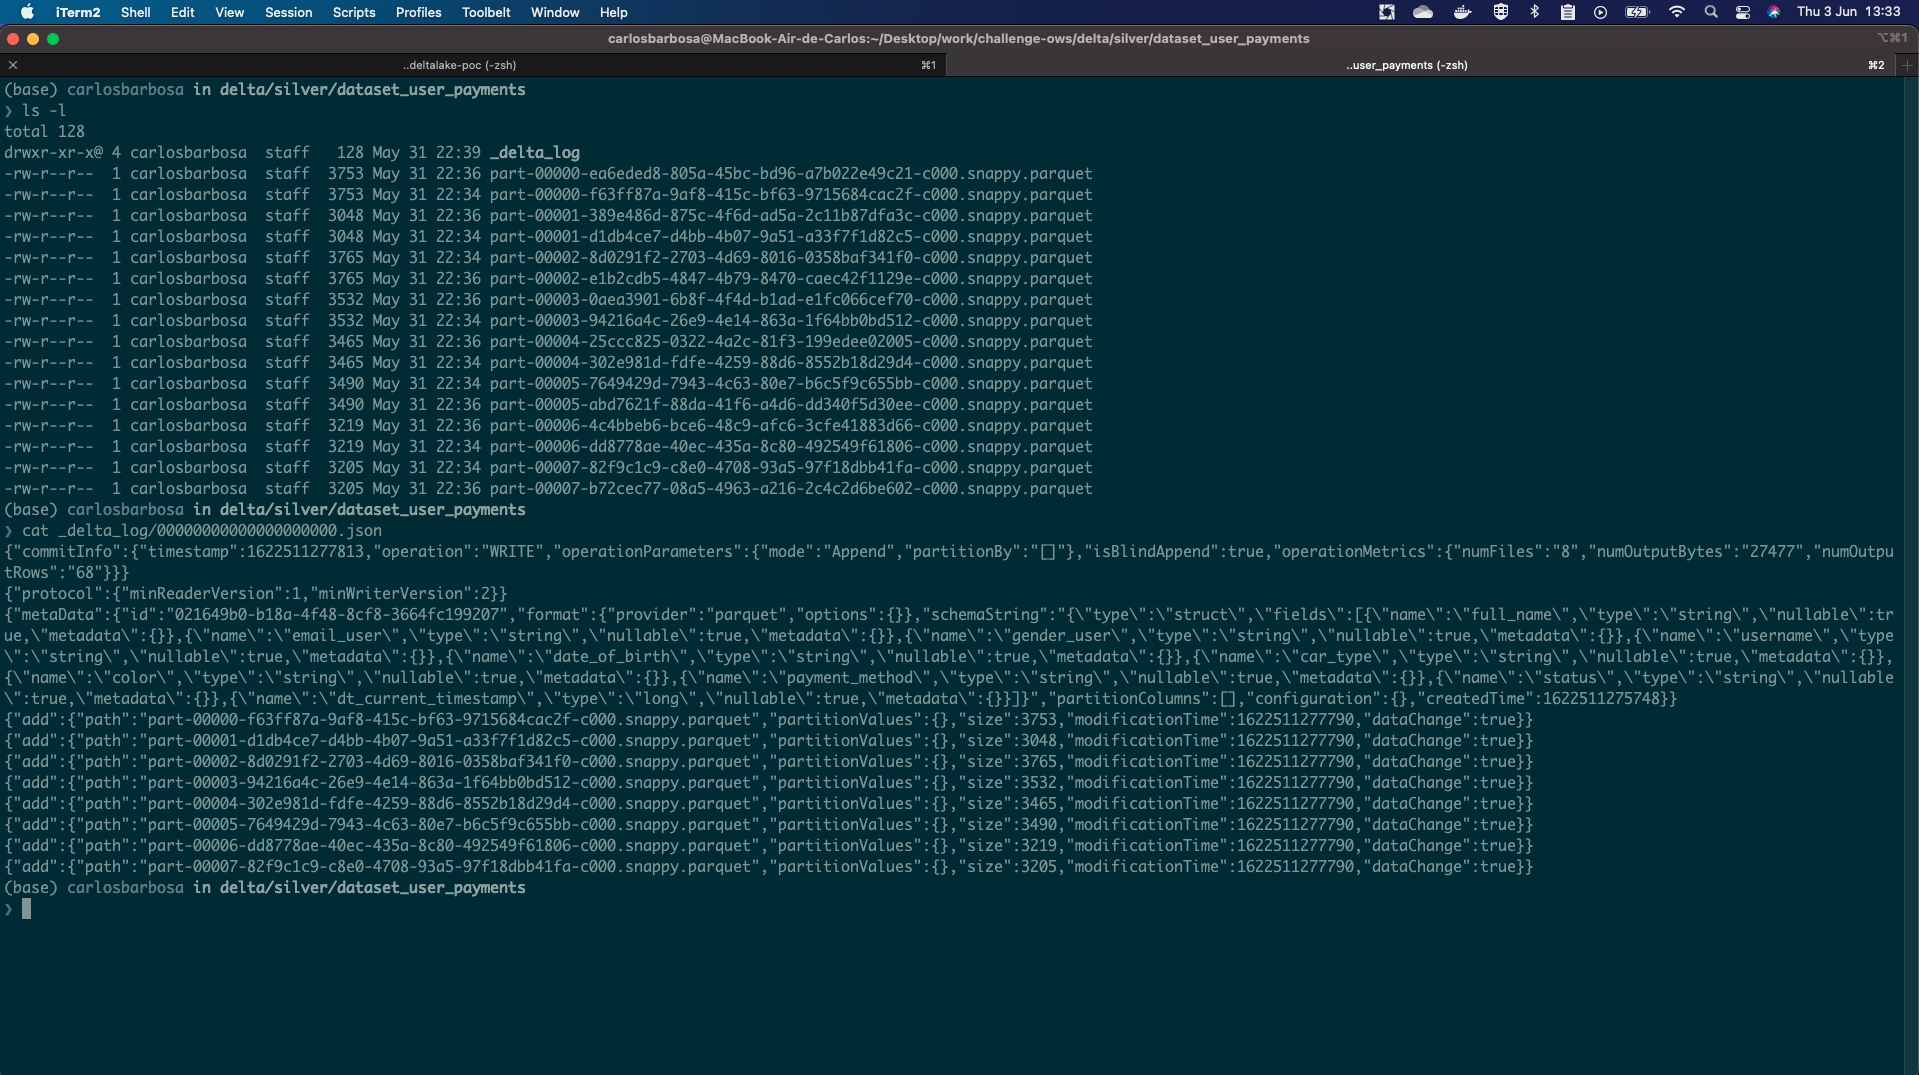 iTerm2 Shell Edit View Session Scripts Profiles Toolbelt Window Help Thu 3 Jun 13:33
carlosbarbosa@MacBook-Air-de-Carlos:~/Desktop/work/challenge-ows/delta/silver/dataset_user_payments ⌥⌘1
..deltalake-poc (-zsh) ⌘1 ..user_payments (-zsh) ⌘2
(base) carlosbarbosa in delta/silver/dataset_user_payments
❯ ls -l
total 128
drwxr-xr-x@ 4 carlosbarbosa staff 128 May 31 22:39 _delta_log
-rw-r--r-- 1 carlosbarbosa staff 3753 May 31 22:36 part-00000-ea6eded8-805a-45bc-bd96-a7b022e49c21-c000.snappy.parquet
-rw-r--r-- 1 carlosbarbosa staff 3753 May 31 22:34 part-00000-f63ff87a-9af8-415c-bf63-9715684cac2f-c000.snappy.parquet
-rw-r--r-- 1 carlosbarbosa staff 3048 May 31 22:36 part-00001-389e486d-875c-4f6d-ad5a-2c11b87dfa3c-c000.snappy.parquet
-rw-r--r-- 1 carlosbarbosa staff 3048 May 31 22:34 part-00001-d1db4ce7-d4bb-4b07-9a51-a33f7f1d82c5-c000.snappy.parquet
-rw-r--r-- 1 carlosbarbosa staff 3765 May 31 22:34 part-00002-8d0291f2-2703-4d69-8016-0358baf341f0-c000.snappy.parquet
-rw-r--r-- 1 carlosbarbosa staff 3765 May 31 22:36 part-00002-e1b2cdb5-4847-4b79-8470-caec42f1129e-c000.snappy.parquet
-rw-r--r-- 1 carlosbarbosa staff 3532 May 31 22:36 part-00003-0aea3901-6b8f-4f4d-b1ad-e1fc066cef70-c000.snappy.parquet
-rw-r--r-- 1 carlosbarbosa staff 3532 May 31 22:34 part-00003-94216a4c-26e9-4e14-863a-1f64bb0bd512-c000.snappy.parquet
-rw-r--r-- 1 carlosbarbosa staff 3465 May 31 22:36 part-00004-25ccc825-0322-4a2c-81f3-199edee02005-c000.snappy.parquet
-rw-r--r-- 1 carlosbarbosa staff 3465 May 31 22:34 part-00004-302e981d-fdfe-4259-88d6-8552b18d29d4-c000.snappy.parquet
-rw-r--r-- 1 carlosbarbosa staff 3490 May 31 22:34 part-00005-7649429d-7943-4c63-80e7-b6c5f9c655bb-c000.snappy.parquet
-rw-r--r-- 1 carlosbarbosa staff 3490 May 31 22:36 part-00005-abd7621f-88da-41f6-a4d6-dd340f5d30ee-c000.snappy.parquet
-rw-r--r-- 1 carlosbarbosa staff 3219 May 31 22:36 part-00006-4c4bbeb6-bce6-48c9-afc6-3cfe41883d66-c000.snappy.parquet
-rw-r--r-- 1 carlosbarbosa staff 3219 May 31 22:34 part-00006-dd8778ae-40ec-435a-8c80-492549f61806-c000.snappy.parquet
-rw-r--r-- 1 carlosbarbosa staff 3205 May 31 22:34 part-00007-82f9c1c9-c8e0-4708-93a5-97f18dbb41fa-c000.snappy.parquet
-rw-r--r-- 1 carlosbarbosa staff 3205 May 31 22:36 part-00007-b72cec77-08a5-4963-a216-2c4c2d6be602-c000.snappy.parquet
(base) carlosbarbosa in delta/silver/dataset_user_payments
❯ cat _delta_log/00000000000000000000.json
{"commitInfo":{"timestamp":1622511277813,"operation":"WRITE","operationParameters":{"mode":"Append","partitionBy":"[]"},"isBlindAppend":true,"operationMetrics":{"numFiles":"8","numOutputBytes":"27477","numOutpu
tRows":"68"}}}
{"protocol":{"minReaderVersion":1,"minWriterVersion":2}}
{"metaData":{"id":"021649b0-b18a-4f48-8cf8-3664fc199207","format":{"provider":"parquet","options":{}},"schemaString":"{\"type\":\"struct\",\"fields\":[{\"name\":\"full_name\",\"type\":\"string\",\"nullable\":tr
ue,\"metadata\":{}},{\"name\":\"email_user\",\"type\":\"string\",\"nullable\":true,\"metadata\":{}},{\"name\":\"gender_user\",\"type\":\"string\",\"nullable\":true,\"metadata\":{}},{\"name\":\"username\",\"type
\":\"string\",\"nullable\":true,\"metadata\":{}},{\"name\":\"date_of_birth\",\"type\":\"string\",\"nullable\":true,\"metadata\":{}},{\"name\":\"car_type\",\"type\":\"string\",\"nullable\":true,\"metadata\":{}},
{\"name\":\"color\",\"type\":\"string\",\"nullable\":true,\"metadata\":{}},{\"name\":\"payment_method\",\"type\":\"string\",\"nullable\":true,\"metadata\":{}},{\"name\":\"status\",\"type\":\"string\",\"nullable
\":true,\"metadata\":{}},{\"name\":\"dt_current_timestamp\",\"type\":\"long\",\"nullable\":true,\"metadata\":{}}]}","partitionColumns":[],"configuration":{},"createdTime":1622511275748}}
{"add":{"path":"part-00000-f63ff87a-9af8-415c-bf63-9715684cac2f-c000.snappy.parquet","partitionValues":{},"size":3753,"modificationTime":1622511277790,"dataChange":true}}
{"add":{"path":"part-00001-d1db4ce7-d4bb-4b07-9a51-a33f7f1d82c5-c000.snappy.parquet","partitionValues":{},"size":3048,"modificationTime":1622511277790,"dataChange":true}}
{"add":{"path":"part-00002-8d0291f2-2703-4d69-8016-0358baf341f0-c000.snappy.parquet","partitionValues":{},"size":3765,"modificationTime":1622511277790,"dataChange":true}}
{"add":{"path":"part-00003-94216a4c-26e9-4e14-863a-1f64bb0bd512-c000.snappy.parquet","partitionValues":{},"size":3532,"modificationTime":1622511277790,"dataChange":true}}
{"add":{"path":"part-00004-302e981d-fdfe-4259-88d6-8552b18d29d4-c000.snappy.parquet","partitionValues":{},"size":3465,"modificationTime":1622511277790,"dataChange":true}}
{"add":{"path":"part-00005-7649429d-7943-4c63-80e7-b6c5f9c655bb-c000.snappy.parquet","partitionValues":{},"size":3490,"modificationTime":1622511277790,"dataChange":true}}
{"add":{"path":"part-00006-dd8778ae-40ec-435a-8c80-492549f61806-c000.snappy.parquet","partitionValues":{},"size":3219,"modificationTime":1622511277790,"dataChange":true}}
{"add":{"path":"part-00007-82f9c1c9-c8e0-4708-93a5-97f18dbb41fa-c000.snappy.parquet","partitionValues":{},"size":3205,"modificationTime":1622511277790,"dataChange":true}}
(base) carlosbarbosa in delta/silver/dataset_user_payments
❯